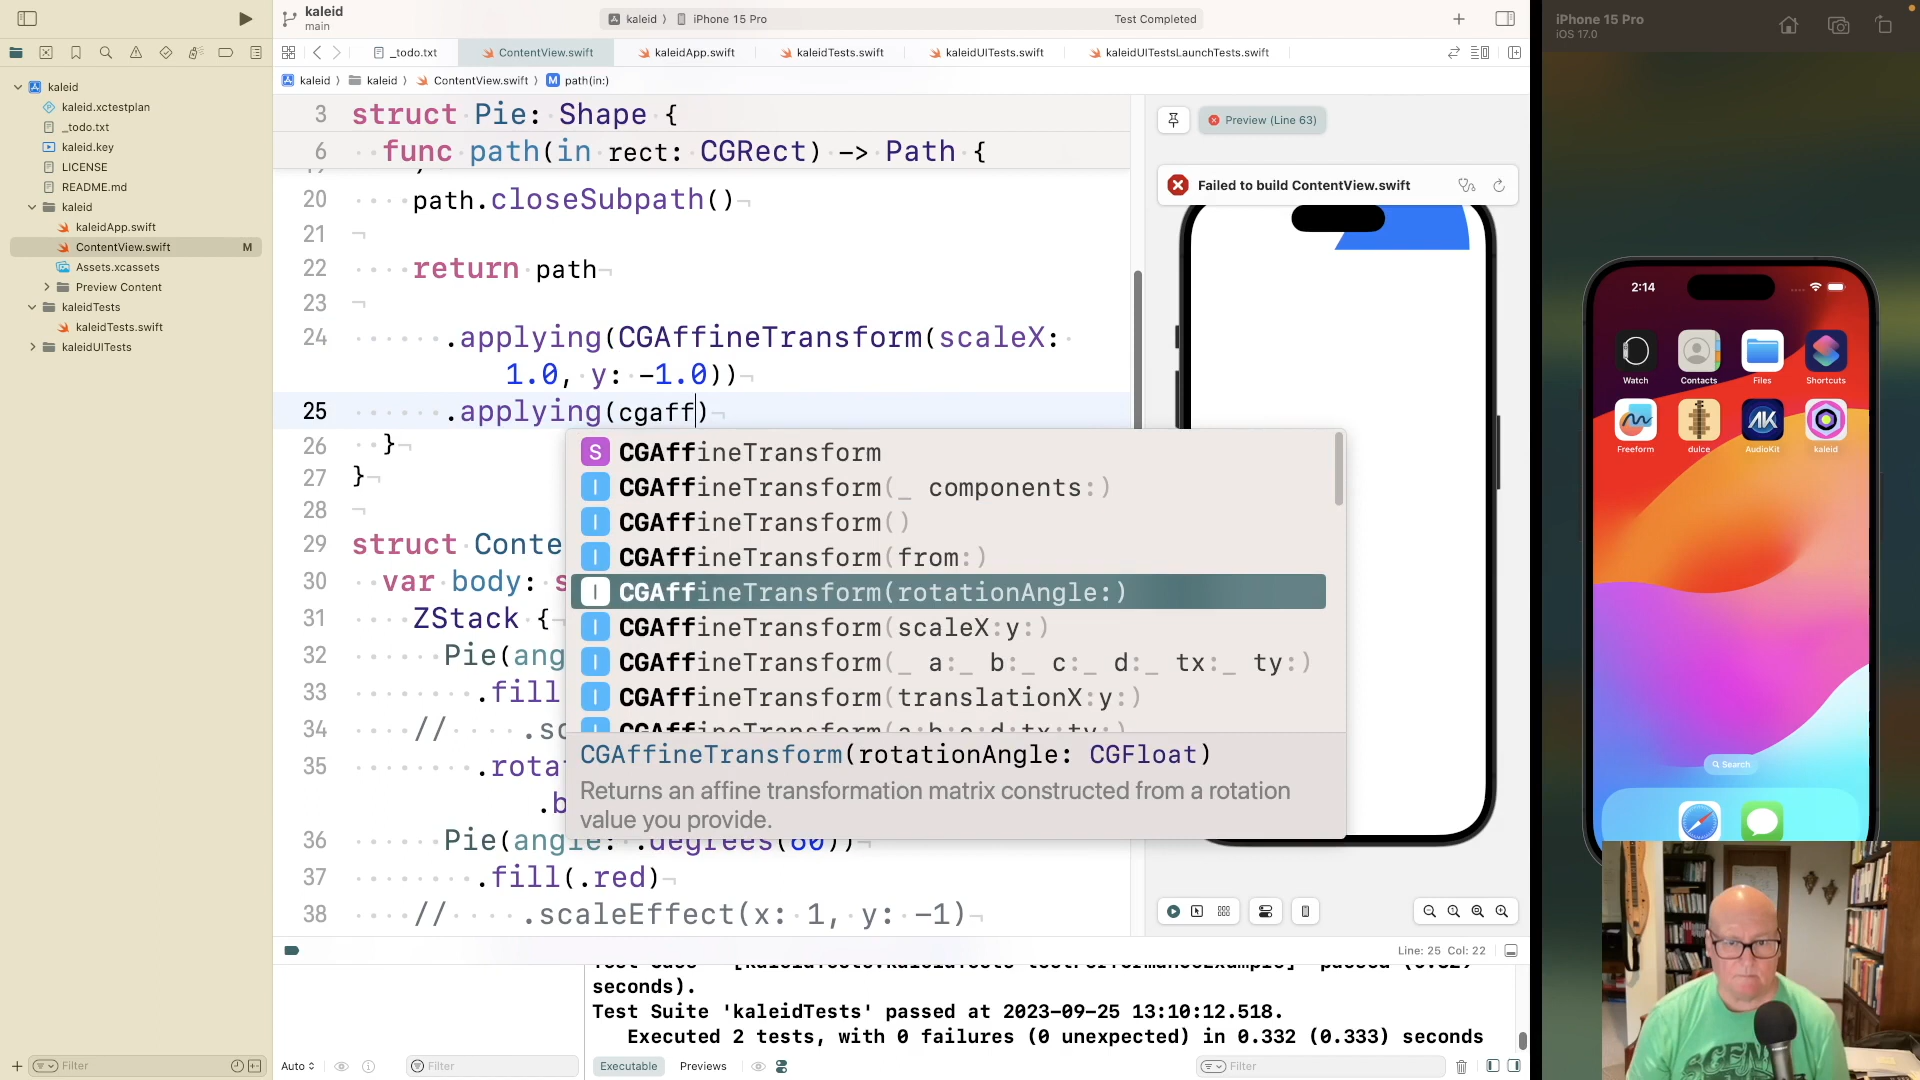 kaleid
main
kaleid
iPhone 15 Pro
Test Completed
_todo.txt
ContentView.swift
kaleidApp.swift
kaleidTests.swift
kaleidUITests.swift
kaleidUITestsLaunchTests.swift
kaleid
kaleid
ContentView.swift
M path(in:)
kaleid
kaleid.xctestplan
_todo.txt
kaleid.key
LICENSE
README.md
kaleid
kaleidApp.swift
ContentView.swift M
Assets.xcassets
Preview Content
kaleidTests
kaleidTests.swift
kaleidUITests
Filter
3 struct Pie: Shape {
6 func path(in rect: CGRect) -> Path {
20 path.closeSubpath()
21
22 return path
23
24 .applying(CGAffineTransform(scaleX:
1.0, y: -1.0))
25 .applying(cgaff)
26 }
27 }
28
29 struct Conte
30 var body: s
31 ZStack {
32 Pie(ang
33 .fill
34 // .sc
35 .rota
.b
36 Pie(angle: .degrees(60))
37 .fill(.red)
38 // .scaleEffect(x: 1, y: -1)
S CGAffineTransform
I CGAffineTransform(_ components:)
I CGAffineTransform()
I CGAffineTransform(from:)
I CGAffineTransform(rotationAngle:)
I CGAffineTransform(scaleX:y:)
I CGAffineTransform(_ a:_ b:_ c:_ d:_ tx:_ ty:)
I CGAffineTransform(translationX:y:)
CGAffineTransform(a:b:c:d:tx:ty:)
CGAffineTransform(rotationAngle: CGFloat)
Returns an affine transformation matrix constructed from a rotation
value you provide.
Preview (Line 63)
Failed to build ContentView.swift
Line: 25 Col: 22
seconds).
Test Suite 'kaleidTests' passed at 2023-09-25 13:10:12.518.
Executed 2 tests, with 0 failures (0 unexpected) in 0.332 (0.333) seconds
Auto
Filter
Executable
Previews
Filter
iPhone 15 Pro
iOS 17.0
2:14
Watch
Contacts
Files
Shortcuts
Freeform
dulce
AudioKit
kaleid
Search